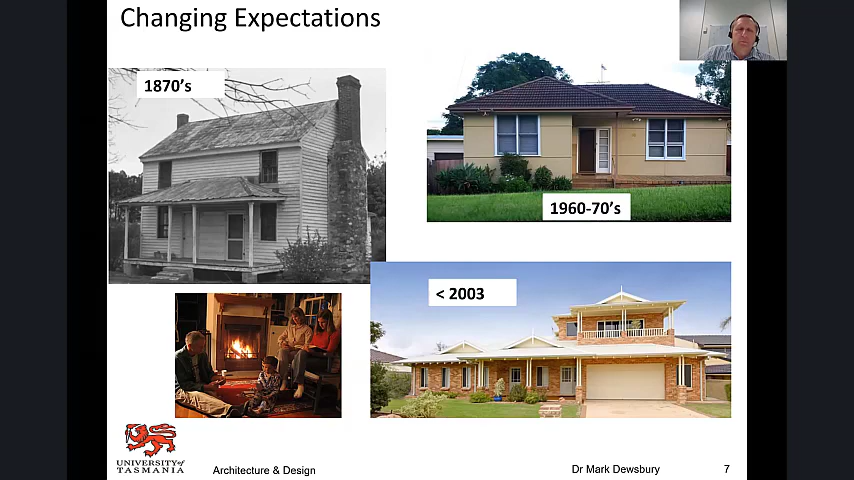 Changing Expectations
1870's
1960-70's
< 2003
UNIVERSITY of
TASMANIA
Architecture & Design
Dr Mark Dewsbury
7